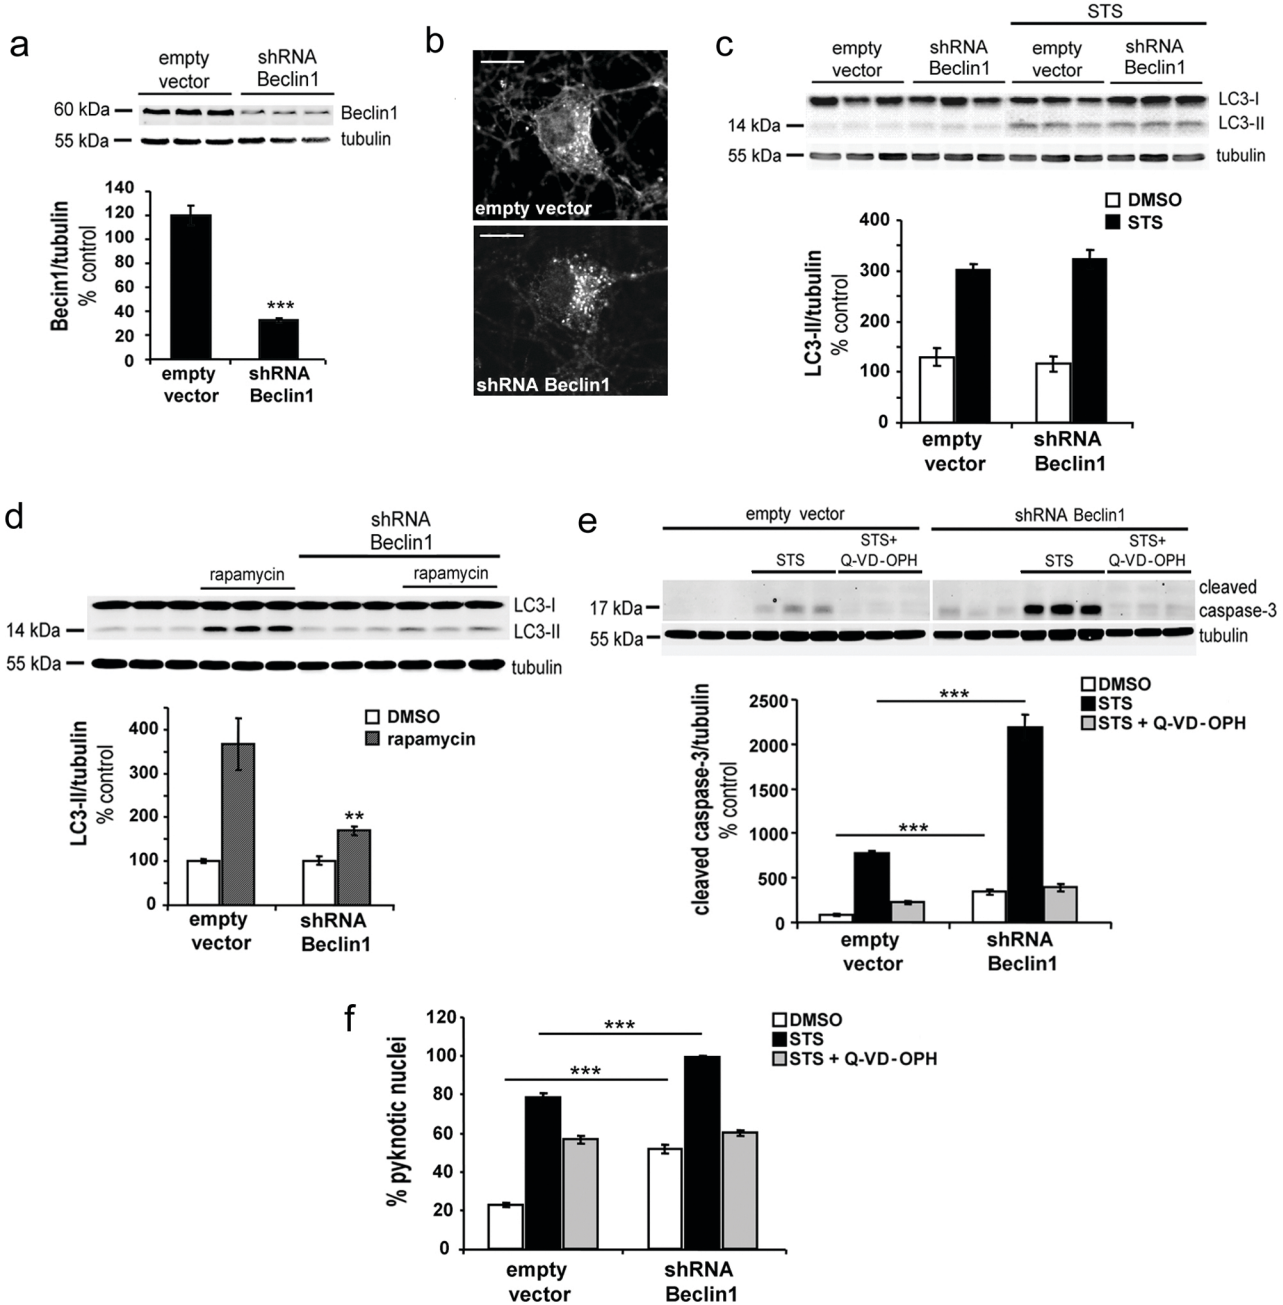 a
empty
vector
shRNA
Beclin1
60 kDa
Beclin1
55 kDa
tubulin
140
120
100
80
60
40
20
0
Becin1/tubulin
% control
***
empty
vector
shRNA
Beclin1
b
empty vector
shRNA Beclin1
c
STS
empty
vector
shRNA
Beclin1
empty
vector
shRNA
Beclin1
LC3-I
14 kDa
LC3-II
55 kDa
tubulin
DMSO
STS
400
300
200
100
0
LC3-II/tubulin
% control
empty
vector
shRNA
Beclin1
d
shRNA
Beclin1
rapamycin
rapamycin
LC3-I
14 kDa
LC3-II
55 kDa
tubulin
DMSO
rapamycin
400
300
200
100
0
LC3-II/tubulin
% control
**
empty
vector
shRNA
Beclin1
e
empty vector
shRNA Beclin1
STS
STS+
Q-VD-OPH
STS
STS+
Q-VD-OPH
17 kDa
cleaved
caspase-3
55 kDa
tubulin
DMSO
STS
STS + Q-VD-OPH
2500
2000
1500
1000
500
0
cleaved caspase-3/tubulin
% control
***
***
empty
vector
shRNA
Beclin1
f
DMSO
STS
STS + Q-VD-OPH
120
100
80
60
40
20
0
% pyknotic nuclei
***
***
empty
vector
shRNA
Beclin1